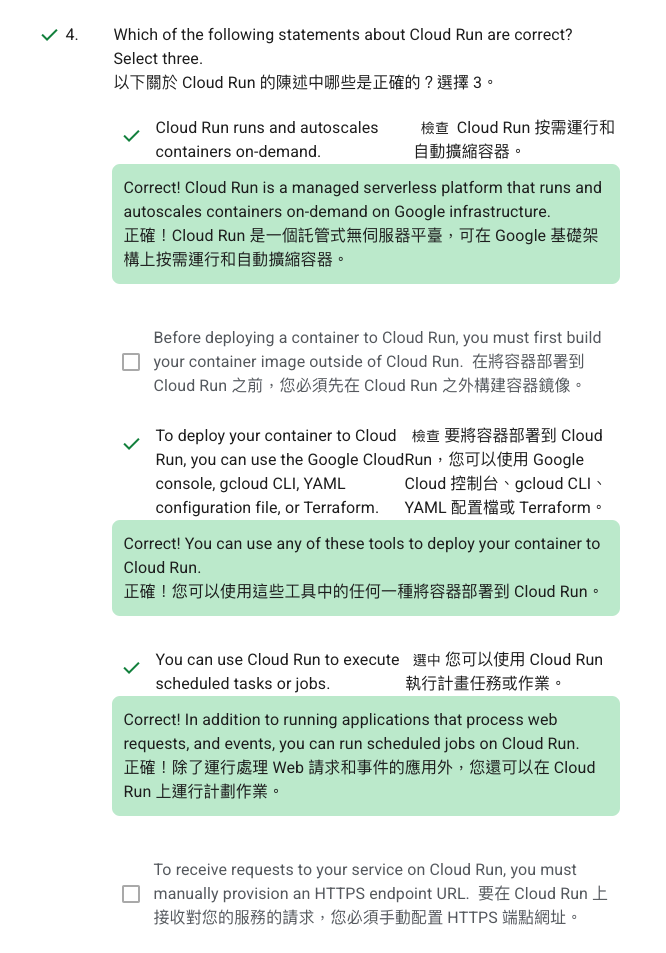 4. Which of the following statements about Cloud Run are correct?
Select three.
以下關於 Cloud Run 的陳述中哪些是正確的？選擇 3。
Cloud Run runs and autoscales
containers on-demand.
檢查 Cloud Run 按需運行和
自動擴縮容器。
Correct! Cloud Run is a managed serverless platform that runs and
autoscales containers on-demand on Google infrastructure.
正確！Cloud Run 是一個託管式無伺服器平臺，可在 Google 基礎架
構上按需運行和自動擴縮容器。
Before deploying a container to Cloud Run, you must first build
your container image outside of Cloud Run. 在將容器部署到
Cloud Run 之前，您必須先在 Cloud Run 之外構建容器鏡像。
To deploy your container to Cloud
Run, you can use the Google Cloud
console, gcloud CLI, YAML
configuration file, or Terraform.
檢查 要將容器部署到 Cloud
Run，您可以使用 Google
Cloud 控制台、gcloud CLI、
YAML 配置檔或 Terraform。
Correct! You can use any of these tools to deploy your container to
Cloud Run.
正確！您可以使用這些工具中的任何一種將容器部署到 Cloud Run。
You can use Cloud Run to execute
scheduled tasks or jobs.
選中 您可以使用 Cloud Run
執行計畫任務或作業。
Correct! In addition to running applications that process web
requests, and events, you can run scheduled jobs on Cloud Run.
正確！除了運行處理 Web 請求和事件的應用外，您還可以在 Cloud
Run 上運行計劃作業。
To receive requests to your service on Cloud Run, you must
manually provision an HTTPS endpoint URL. 要在 Cloud Run 上
接收對您的服務的請求，您必須手動配置 HTTPS 端點網址。